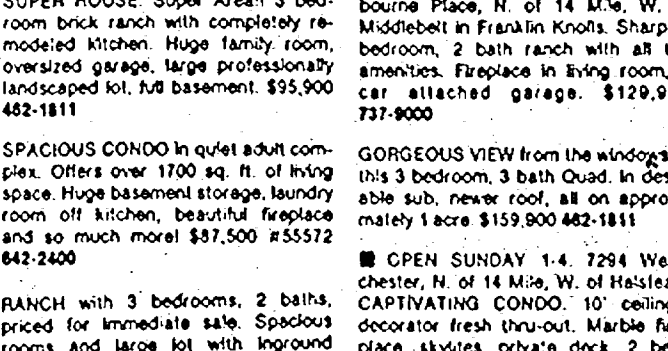 SUPER HOUSE. Super Area!! 3 bed-
room brick ranch with completely re-
modeled kitchen. Huge family room,
oversized garage, large professionally
landscaped lot, full basement. $95,900
462-1811
SPACIOUS CONDO in quiet adult com-
plex. Offers over 1700 sq. ft. of living
space. Huge basement storage, laundry
room off kitchen, beautiful fireplace
and so much more! $87,500 #55572
642-2400
RANCH with 3 bedrooms, 2 baths,
priced for immediate sale. Spacious
rooms and large lot with inground
bourne Place, N. of 14 Mile, W.
Middlebelt in Franklin Knolls. Sharp
bedroom, 2 bath ranch with all
amenities. Fireplace in living room,
car attached garage. $129,9
737-9000
GORGEOUS VIEW from the windows
this 3 bedroom, 3 bath Quad. In des
able sub, newer roof, all on appro
mately 1 acre $159,900 462-1811
OPEN SUNDAY 1-4. 7294 We
chester, N. of 14 Mile, W. of Halstea
CAPTIVATING CONDO. 10' ceilin
decorator fresh thru-out. Marble fi
place, skylites, private deck, 2 be